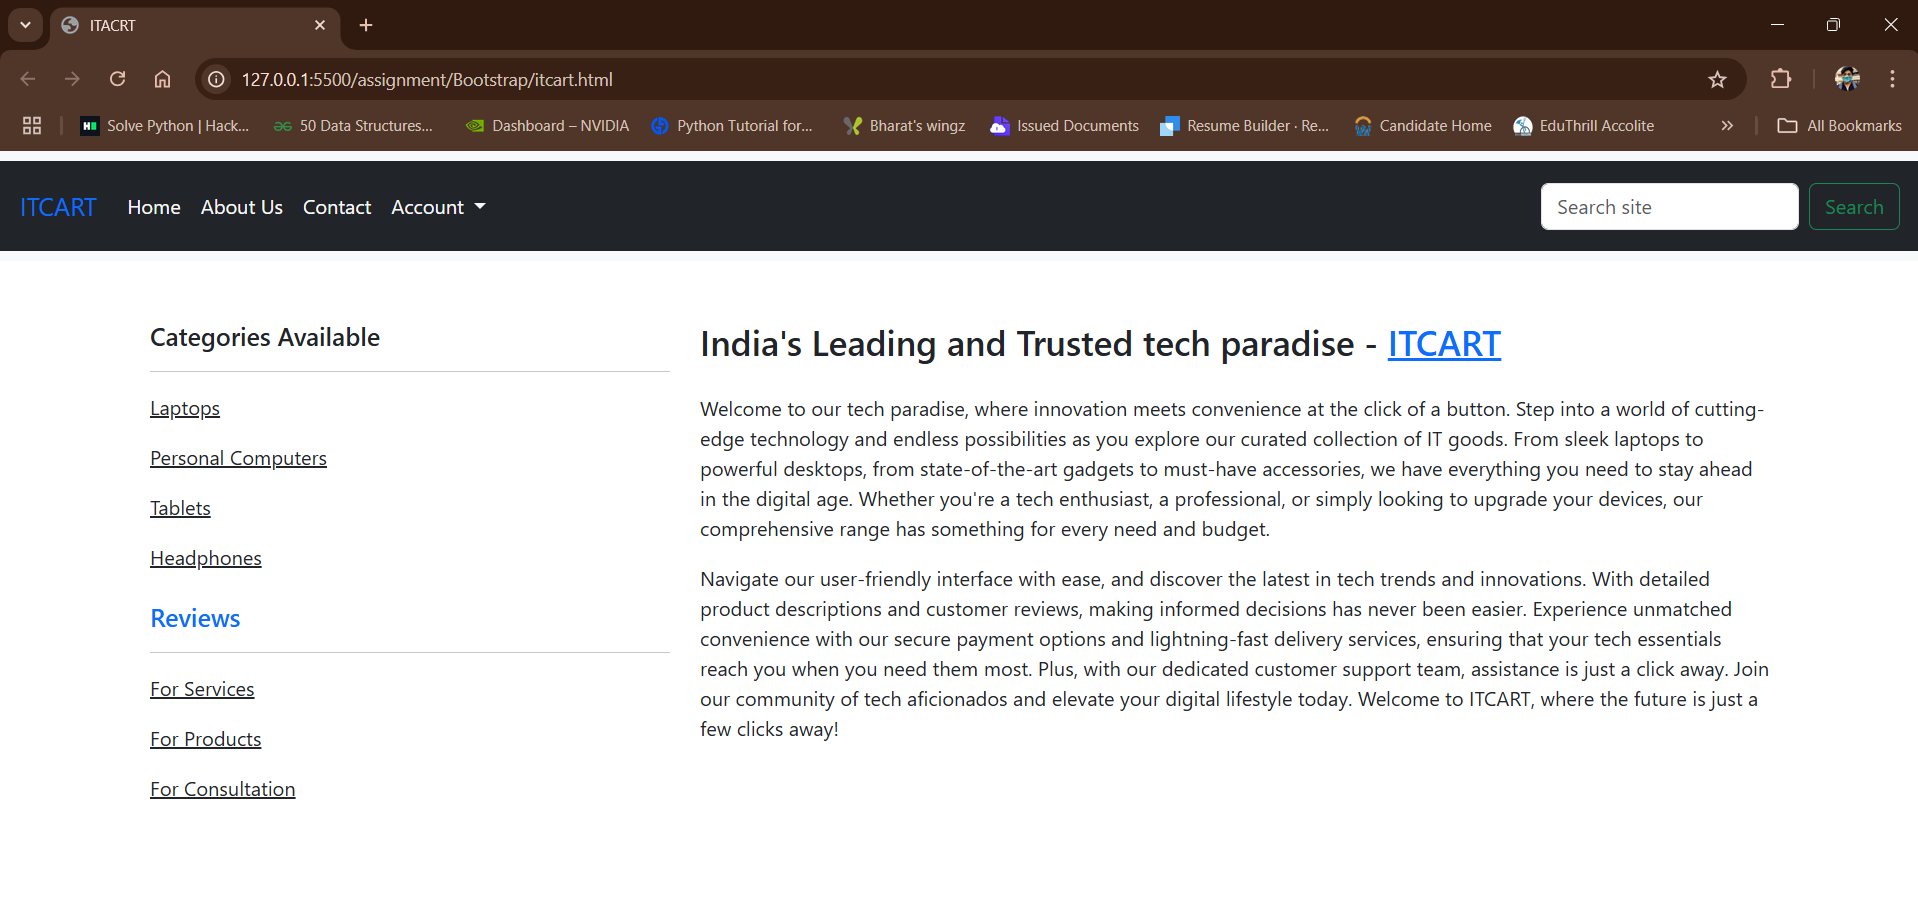 ITACRT
127.0.0.1:5500/assignment/Bootstrap/itcart.html
Solve Python | Hack... 50 Data Structures... Dashboard – NVIDIA Python Tutorial for... Bharat's wingz Issued Documents Resume Builder · Re... Candidate Home EduThrill Accolite » All Bookmarks
ITCART Home About Us Contact Account Search site Search
Categories Available
Laptops
Personal Computers
Tablets
Headphones
Reviews
For Services
For Products
For Consultation
India's Leading and Trusted tech paradise - ITCART
Welcome to our tech paradise, where innovation meets convenience at the click of a button. Step into a world of cutting-
edge technology and endless possibilities as you explore our curated collection of IT goods. From sleek laptops to
powerful desktops, from state-of-the-art gadgets to must-have accessories, we have everything you need to stay ahead
in the digital age. Whether you're a tech enthusiast, a professional, or simply looking to upgrade your devices, our
comprehensive range has something for every need and budget.
Navigate our user-friendly interface with ease, and discover the latest in tech trends and innovations. With detailed
product descriptions and customer reviews, making informed decisions has never been easier. Experience unmatched
convenience with our secure payment options and lightning-fast delivery services, ensuring that your tech essentials
reach you when you need them most. Plus, with our dedicated customer support team, assistance is just a click away. Join
our community of tech aficionados and elevate your digital lifestyle today. Welcome to ITCART, where the future is just a
few clicks away!